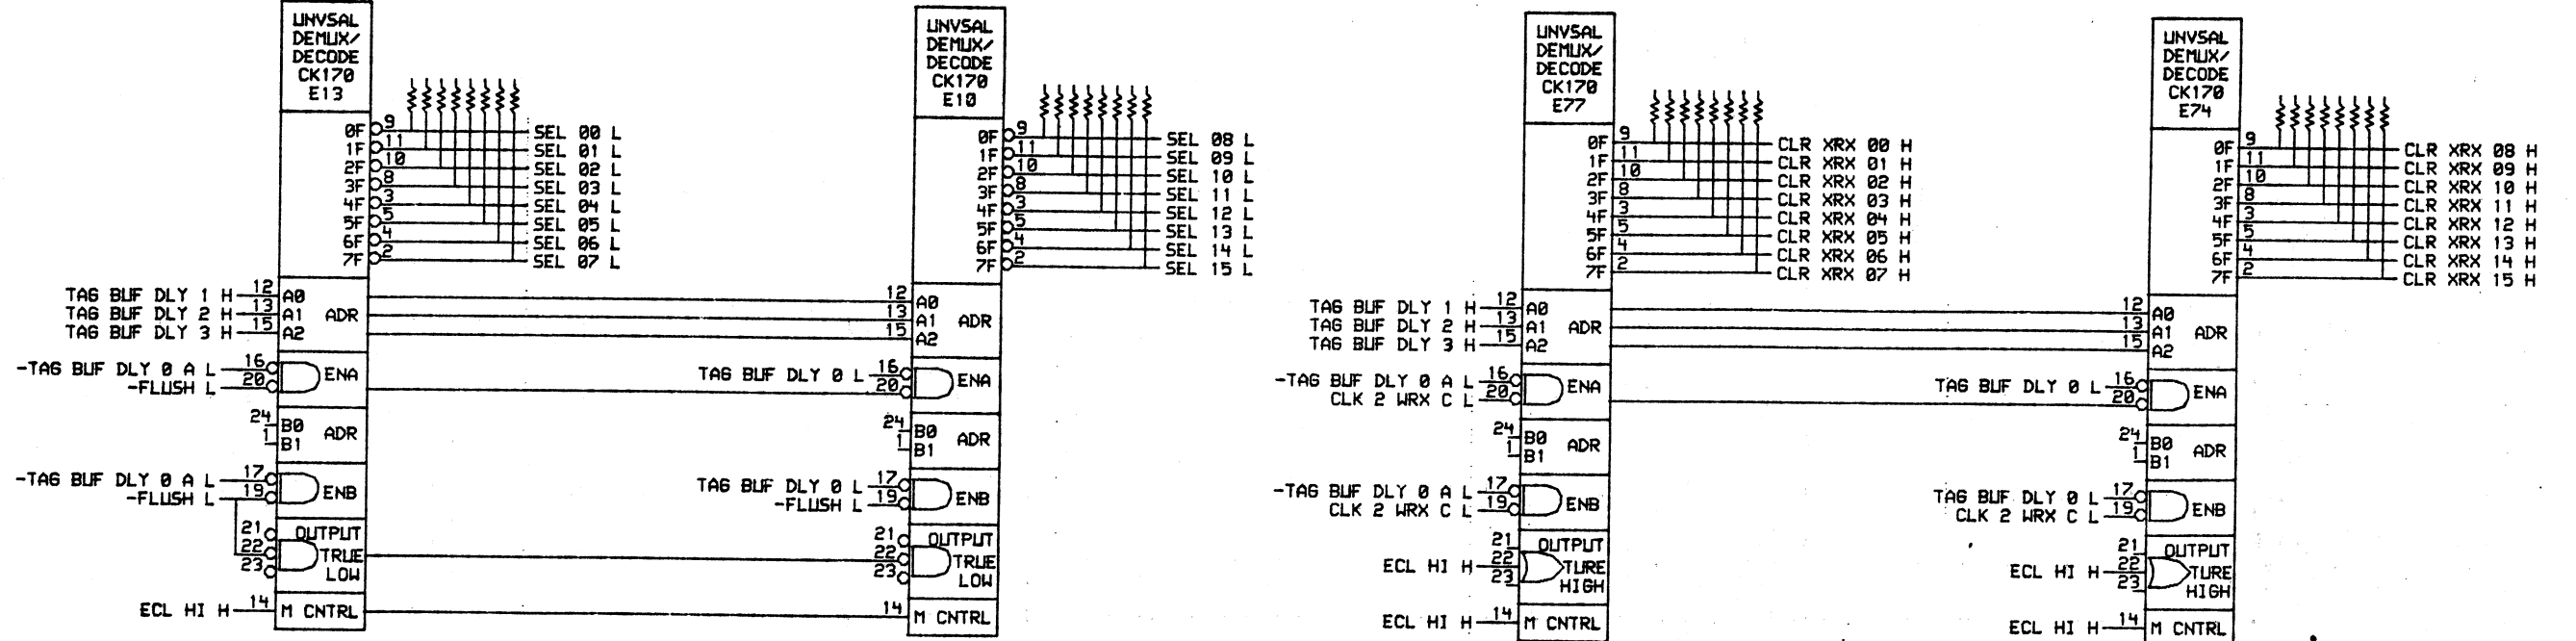 UNVSAL
DEMUX/
DECODE
CK170
E13
0F 9 SEL 00 L
1F 11 SEL 01 L
2F 10 SEL 02 L
3F 8 SEL 03 L
4F 3 SEL 04 L
5F 5 SEL 05 L
6F 4 SEL 06 L
7F 2 SEL 07 L
TAG BUF DLY 1 H 12 A0
TAG BUF DLY 2 H 13 A1 ADR
TAG BUF DLY 3 H 15 A2
-TAG BUF DLY 0 A L 16 ENA
-FLUSH L 20
24 B0 ADR
1 B1
-TAG BUF DLY 0 A L 17 ENB
-FLUSH L 19
21 OUTPUT
22 TRUE
23 LOW
ECL HI H 14 M CNTRL
UNVSAL
DEMUX/
DECODE
CK170
E10
0F 9 SEL 08 L
1F 11 SEL 09 L
2F 10 SEL 10 L
3F 8 SEL 11 L
4F 3 SEL 12 L
5F 5 SEL 13 L
6F 4 SEL 14 L
7F 2 SEL 15 L
12 A0
13 A1 ADR
15 A2
TAG BUF DLY 0 L 16 ENA
20
24 B0 ADR
1 B1
TAG BUF DLY 0 L 17 ENB
-FLUSH L 19
21 OUTPUT
22 TRUE
23 LOW
14 M CNTRL
UNVSAL
DEMUX/
DECODE
CK170
E77
0F 9 CLR XRX 00 H
1F 11 CLR XRX 01 H
2F 10 CLR XRX 02 H
3F 8 CLR XRX 03 H
4F 3 CLR XRX 04 H
5F 5 CLR XRX 05 H
6F 4 CLR XRX 06 H
7F 2 CLR XRX 07 H
TAG BUF DLY 1 H 12 A0
TAG BUF DLY 2 H 13 A1 ADR
TAG BUF DLY 3 H 15 A2
-TAG BUF DLY 0 A L 16 ENA
CLK 2 WRX C L 20
24 B0 ADR
1 B1
-TAG BUF DLY 0 A L 17 ENB
CLK 2 WRX C L 19
21 OUTPUT
ECL HI H 22 TURE
23 HIGH
ECL HI H 14 M CNTRL
UNVSAL
DEMUX/
DECODE
CK170
E74
0F 9 CLR XRX 08 H
1F 11 CLR XRX 09 H
2F 10 CLR XRX 10 H
3F 8 CLR XRX 11 H
4F 3 CLR XRX 12 H
5F 5 CLR XRX 13 H
6F 4 CLR XRX 14 H
7F 2 CLR XRX 15 H
12 A0
13 A1 ADR
15 A2
TAG BUF DLY 0 L 16 ENA
20
24 B0 ADR
1 B1
TAG BUF DLY 0 L 17 ENB
CLK 2 WRX C L 19
21 OUTPUT
ECL HI H 22 TURE
23 HIGH
ECL HI H 14 M CNTRL